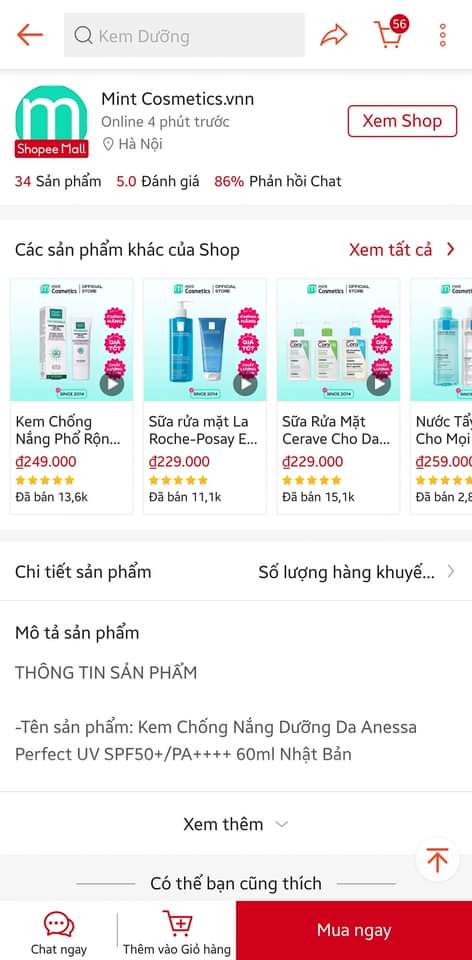 Kem Dưỡng
56
m
Shopee Mall
Mint Cosmetics.vnn
Online 4 phút trước
Hà Nội
Xem Shop
34 Sản phẩm 5.0 Đánh giá 86% Phản hồi Chat
Các sản phẩm khác của Shop
Xem tất cả
Kem Chống
Nắng Phổ Rộn...
₫249.000
Đã bán 13,6k
Sữa rửa mặt La
Roche-Posay E...
₫229.000
Đã bán 11,1k
Sữa Rửa Mặt
Cerave Cho Da...
₫229.000
Đã bán 15,1k
Nước Tẩy
Cho Mọi
₫259.000
Đã bán 2,8
Chi tiết sản phẩm
Số lượng hàng khuyế...
Mô tả sản phẩm
THÔNG TIN SẢN PHẨM
-Tên sản phẩm: Kem Chống Nắng Dưỡng Da Anessa
Perfect UV SPF50+/PA++++ 60ml Nhật Bản
Xem thêm
Có thể bạn cũng thích
Chat ngay
Thêm vào Giỏ hàng
Mua ngay